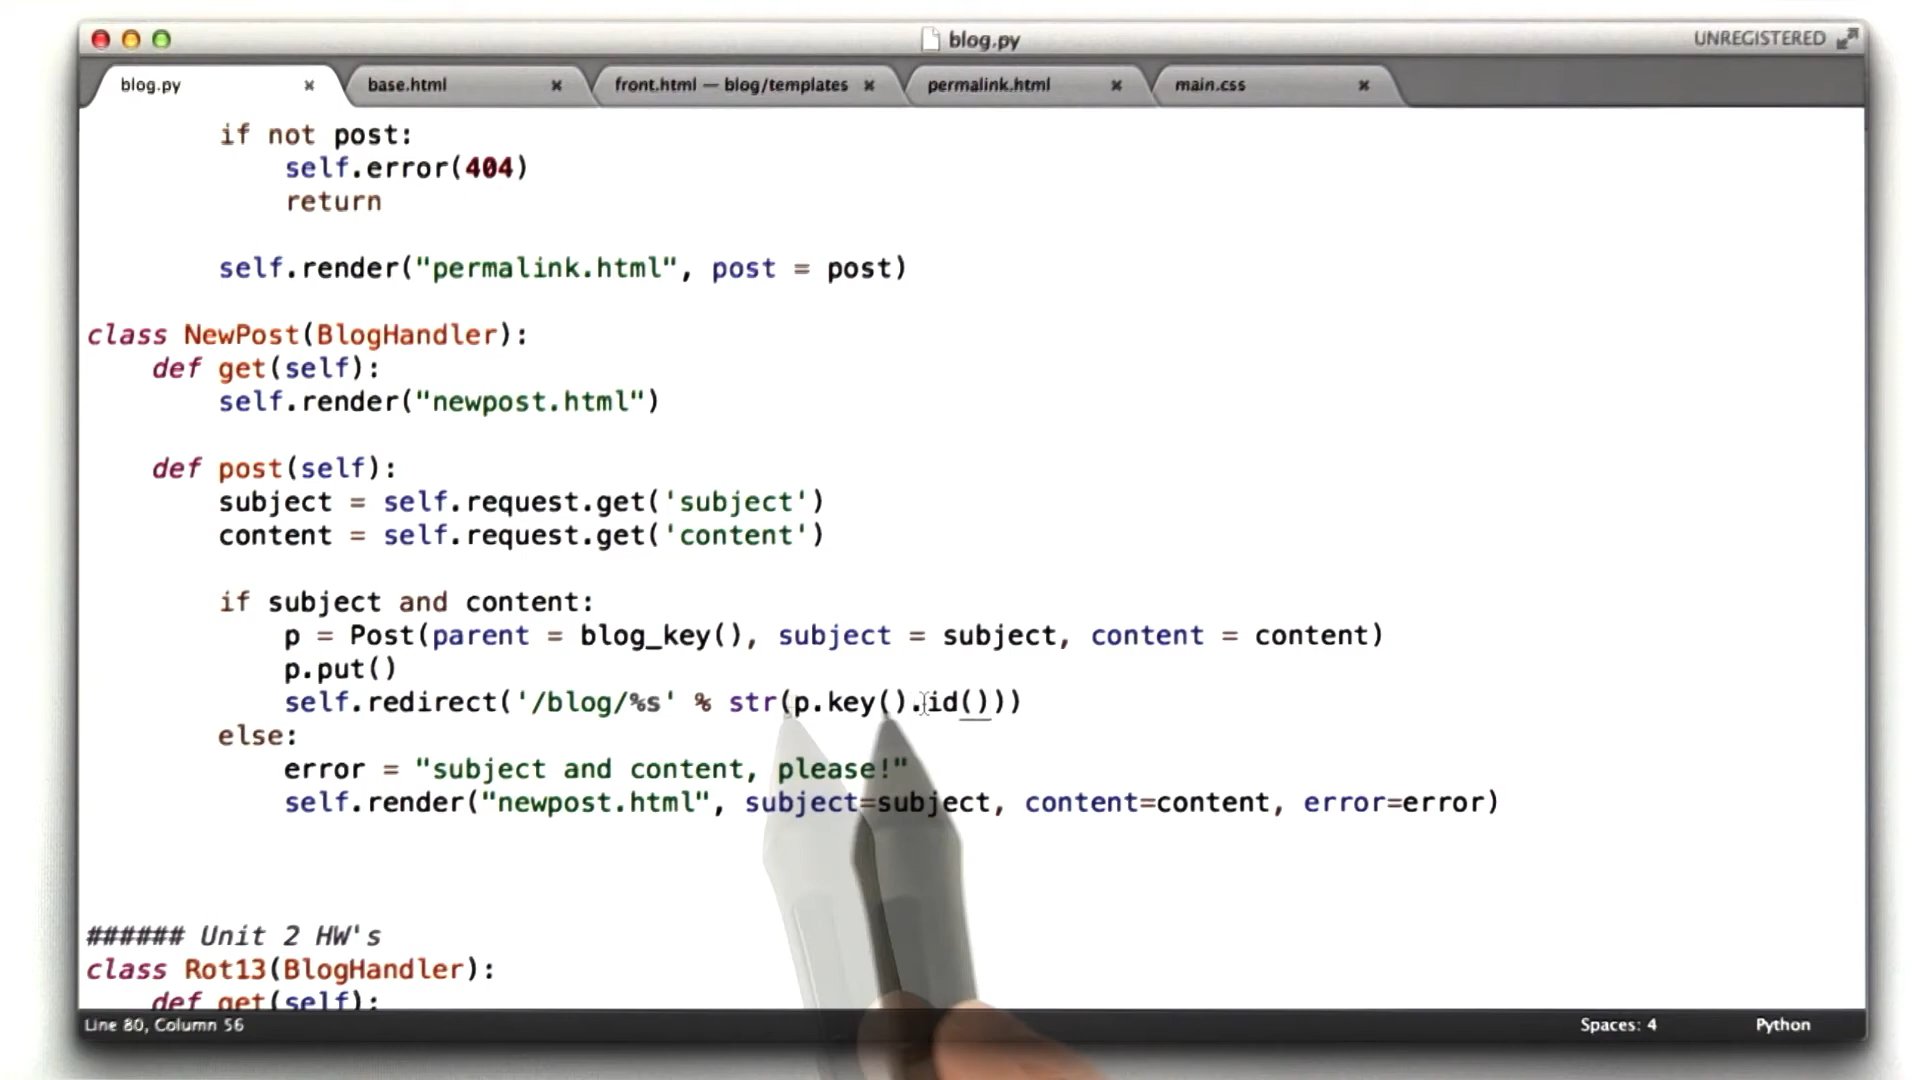 blog.py
UNREGISTERED
blog.py
base.html
front.html — blog/templates
permalink.html
main.css
if not post:
self.error(404)
return
self.render("permalink.html", post = post)
class NewPost(BlogHandler):
def get(self):
self.render("newpost.html")
def post(self):
subject = self.request.get('subject')
content = self.request.get('content')
if subject and content:
p = Post(parent = blog_key(), subject = subject, content = content)
p.put()
self.redirect('/blog/%s' % str(p.key().id()))
else:
error = "subject and content, please!"
self.render("newpost.html", subject=subject, content=content, error=error)
###### Unit 2 HW's
class Rot13(BlogHandler):
def get(self):
Line 80, Column 56
Spaces: 4
Python